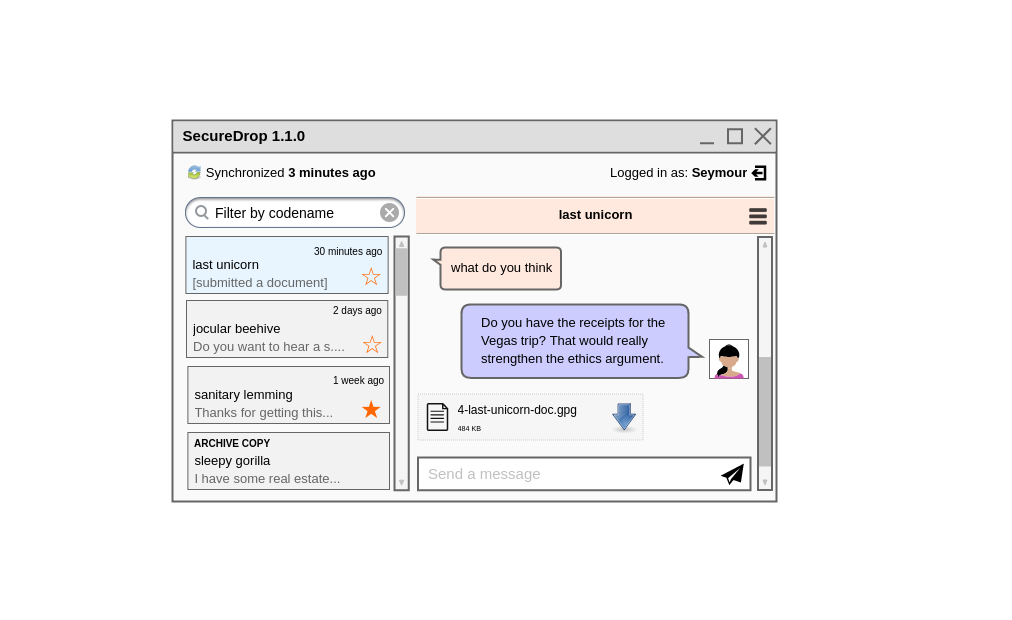 SecureDrop 1.1.0
Synchronized 3 minutes ago
Logged in as: Seymour
Filter by codename
last unicorn
30 minutes ago
last unicorn
[submitted a document]
2 days ago
jocular beehive
Do you want to hear a s....
1 week ago
sanitary lemming
Thanks for getting this...
ARCHIVE COPY
sleepy gorilla
I have some real estate...
what do you think
Do you have the receipts for the
Vegas trip? That would really
strengthen the ethics argument.
4-last-unicorn-doc.gpg
484 KB
Send a message